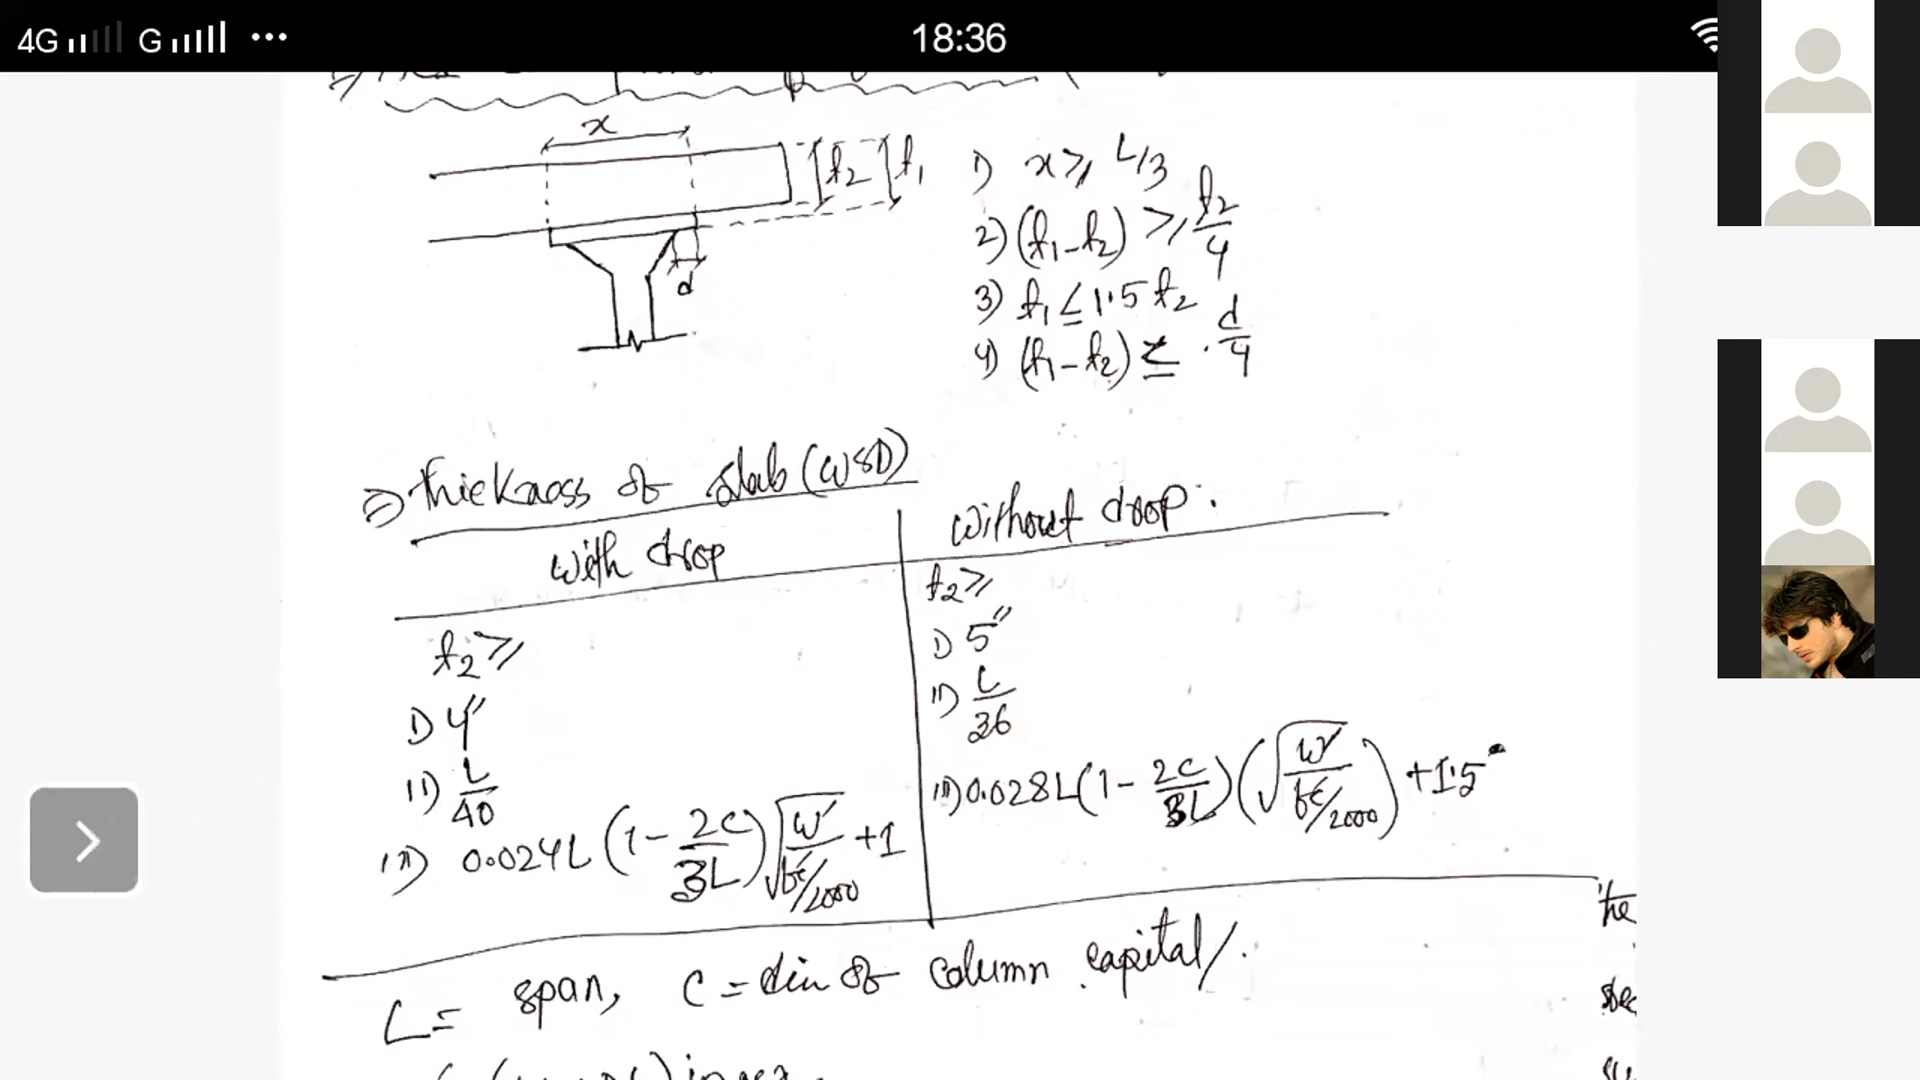 4G G ... 18:36
x
t₂ t₁
d
1) x ≥ L/3
2) (t₁-t₂) ≥ t₂/4
3) t₁ ≤ 1.5 t₂
4) (t₁-t₂) ≤ d/4
⇒ Thickness of slab (WSD)
With drop
Without drop.
t₂ ≥
I) 4"
II) L/40
III) 0.024L (1 - 2C/3L) √(w'/(fc'/2000)) +1
t₂ ≥
I) 5"
II) L/36
III) 0.028L (1 - 2C/3L) (√(w'/(fc'/2000))) +1.5"
L = span, C = dia of column capital/.
the